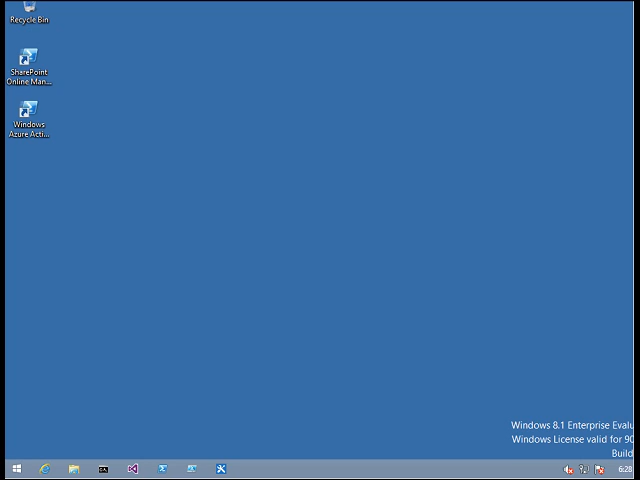 Recycle Bin
SharePoint
Online Man...
Windows
Azure Acti...
Windows 8.1 Enterprise Evalu
Windows License valid for 90
Build
6:28